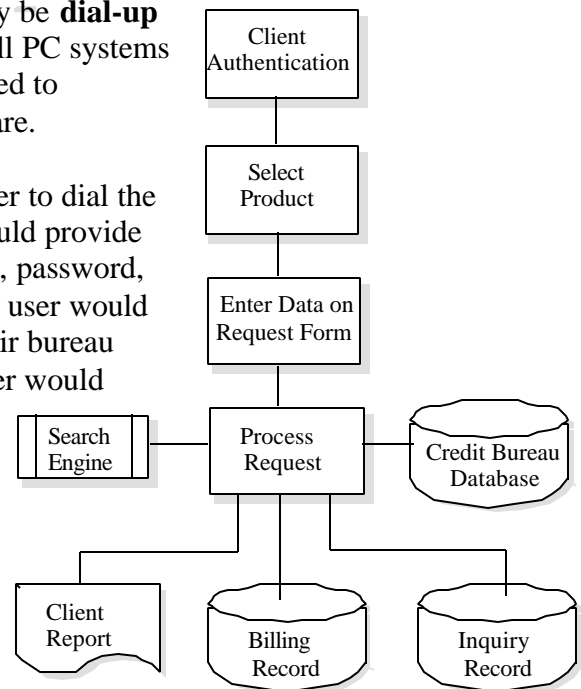 y be dial-up
ll PC systems
ed to
are.
er to dial the
uld provide
, password,
user would
ir bureau
er would
Client
Authentication
Select
Product
Enter Data on
Request Form
Search
Engine
Process
Request
Credit Bureau
Database
Client
Report
Billing
Record
Inquiry
Record